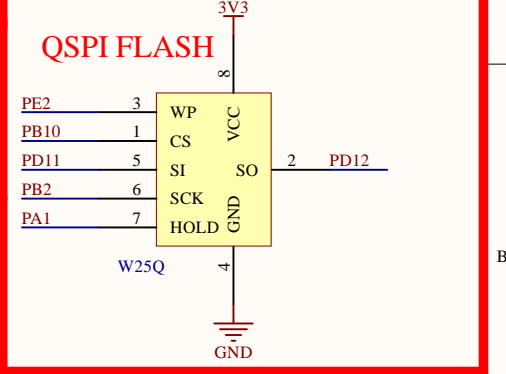 3V3
QSPI FLASH
8
PE2 3 WP VCC
PB10 1 CS
PD11 5 SI SO 2 PD12
PB2 6 SCK
PA1 7 HOLD GND
W25Q 4
GND
B